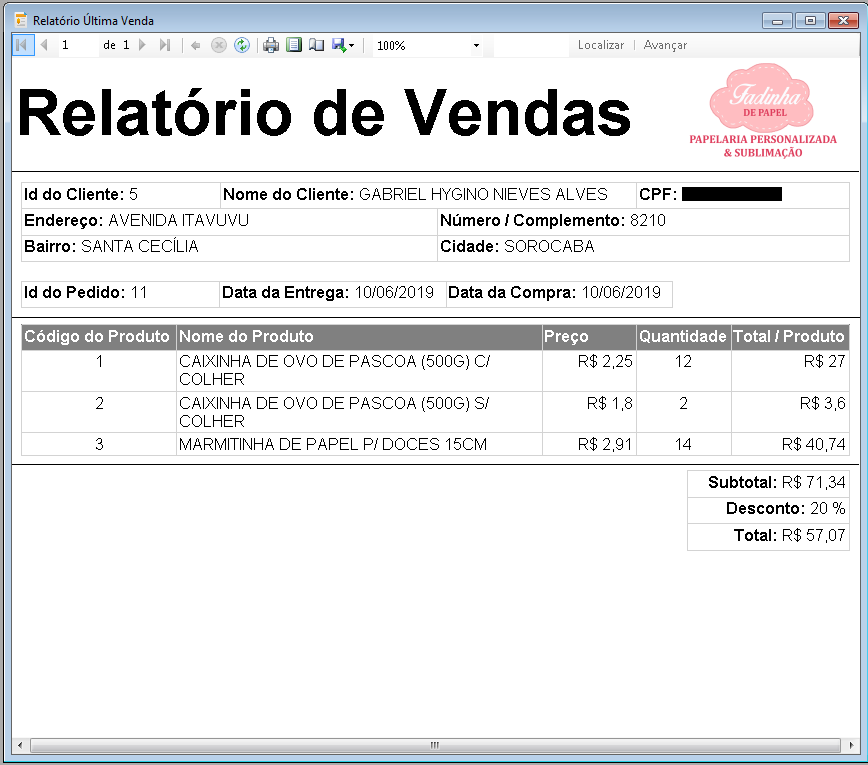 Relatório Última Venda
1 de 1 100% Localizar Avançar
Relatório de Vendas
Fadinha
DE PAPEL
PAPELARIA PERSONALIZADA
& SUBLIMAÇÃO
Id do Cliente: 5 Nome do Cliente: GABRIEL HYGINO NIEVES ALVES CPF:
Endereço: AVENIDA ITAVUVU Número / Complemento: 8210
Bairro: SANTA CECÍLIA Cidade: SOROCABA
Id do Pedido: 11 Data da Entrega: 10/06/2019 Data da Compra: 10/06/2019
Código do Produto Nome do Produto Preço Quantidade Total / Produto
1 CAIXINHA DE OVO DE PASCOA (500G) C/ R$ 2,25 12 R$ 27
COLHER
2 CAIXINHA DE OVO DE PASCOA (500G) S/ R$ 1,8 2 R$ 3,6
COLHER
3 MARMITINHA DE PAPEL P/ DOCES 15CM R$ 2,91 14 R$ 40,74
Subtotal: R$ 71,34
Desconto: 20 %
Total: R$ 57,07